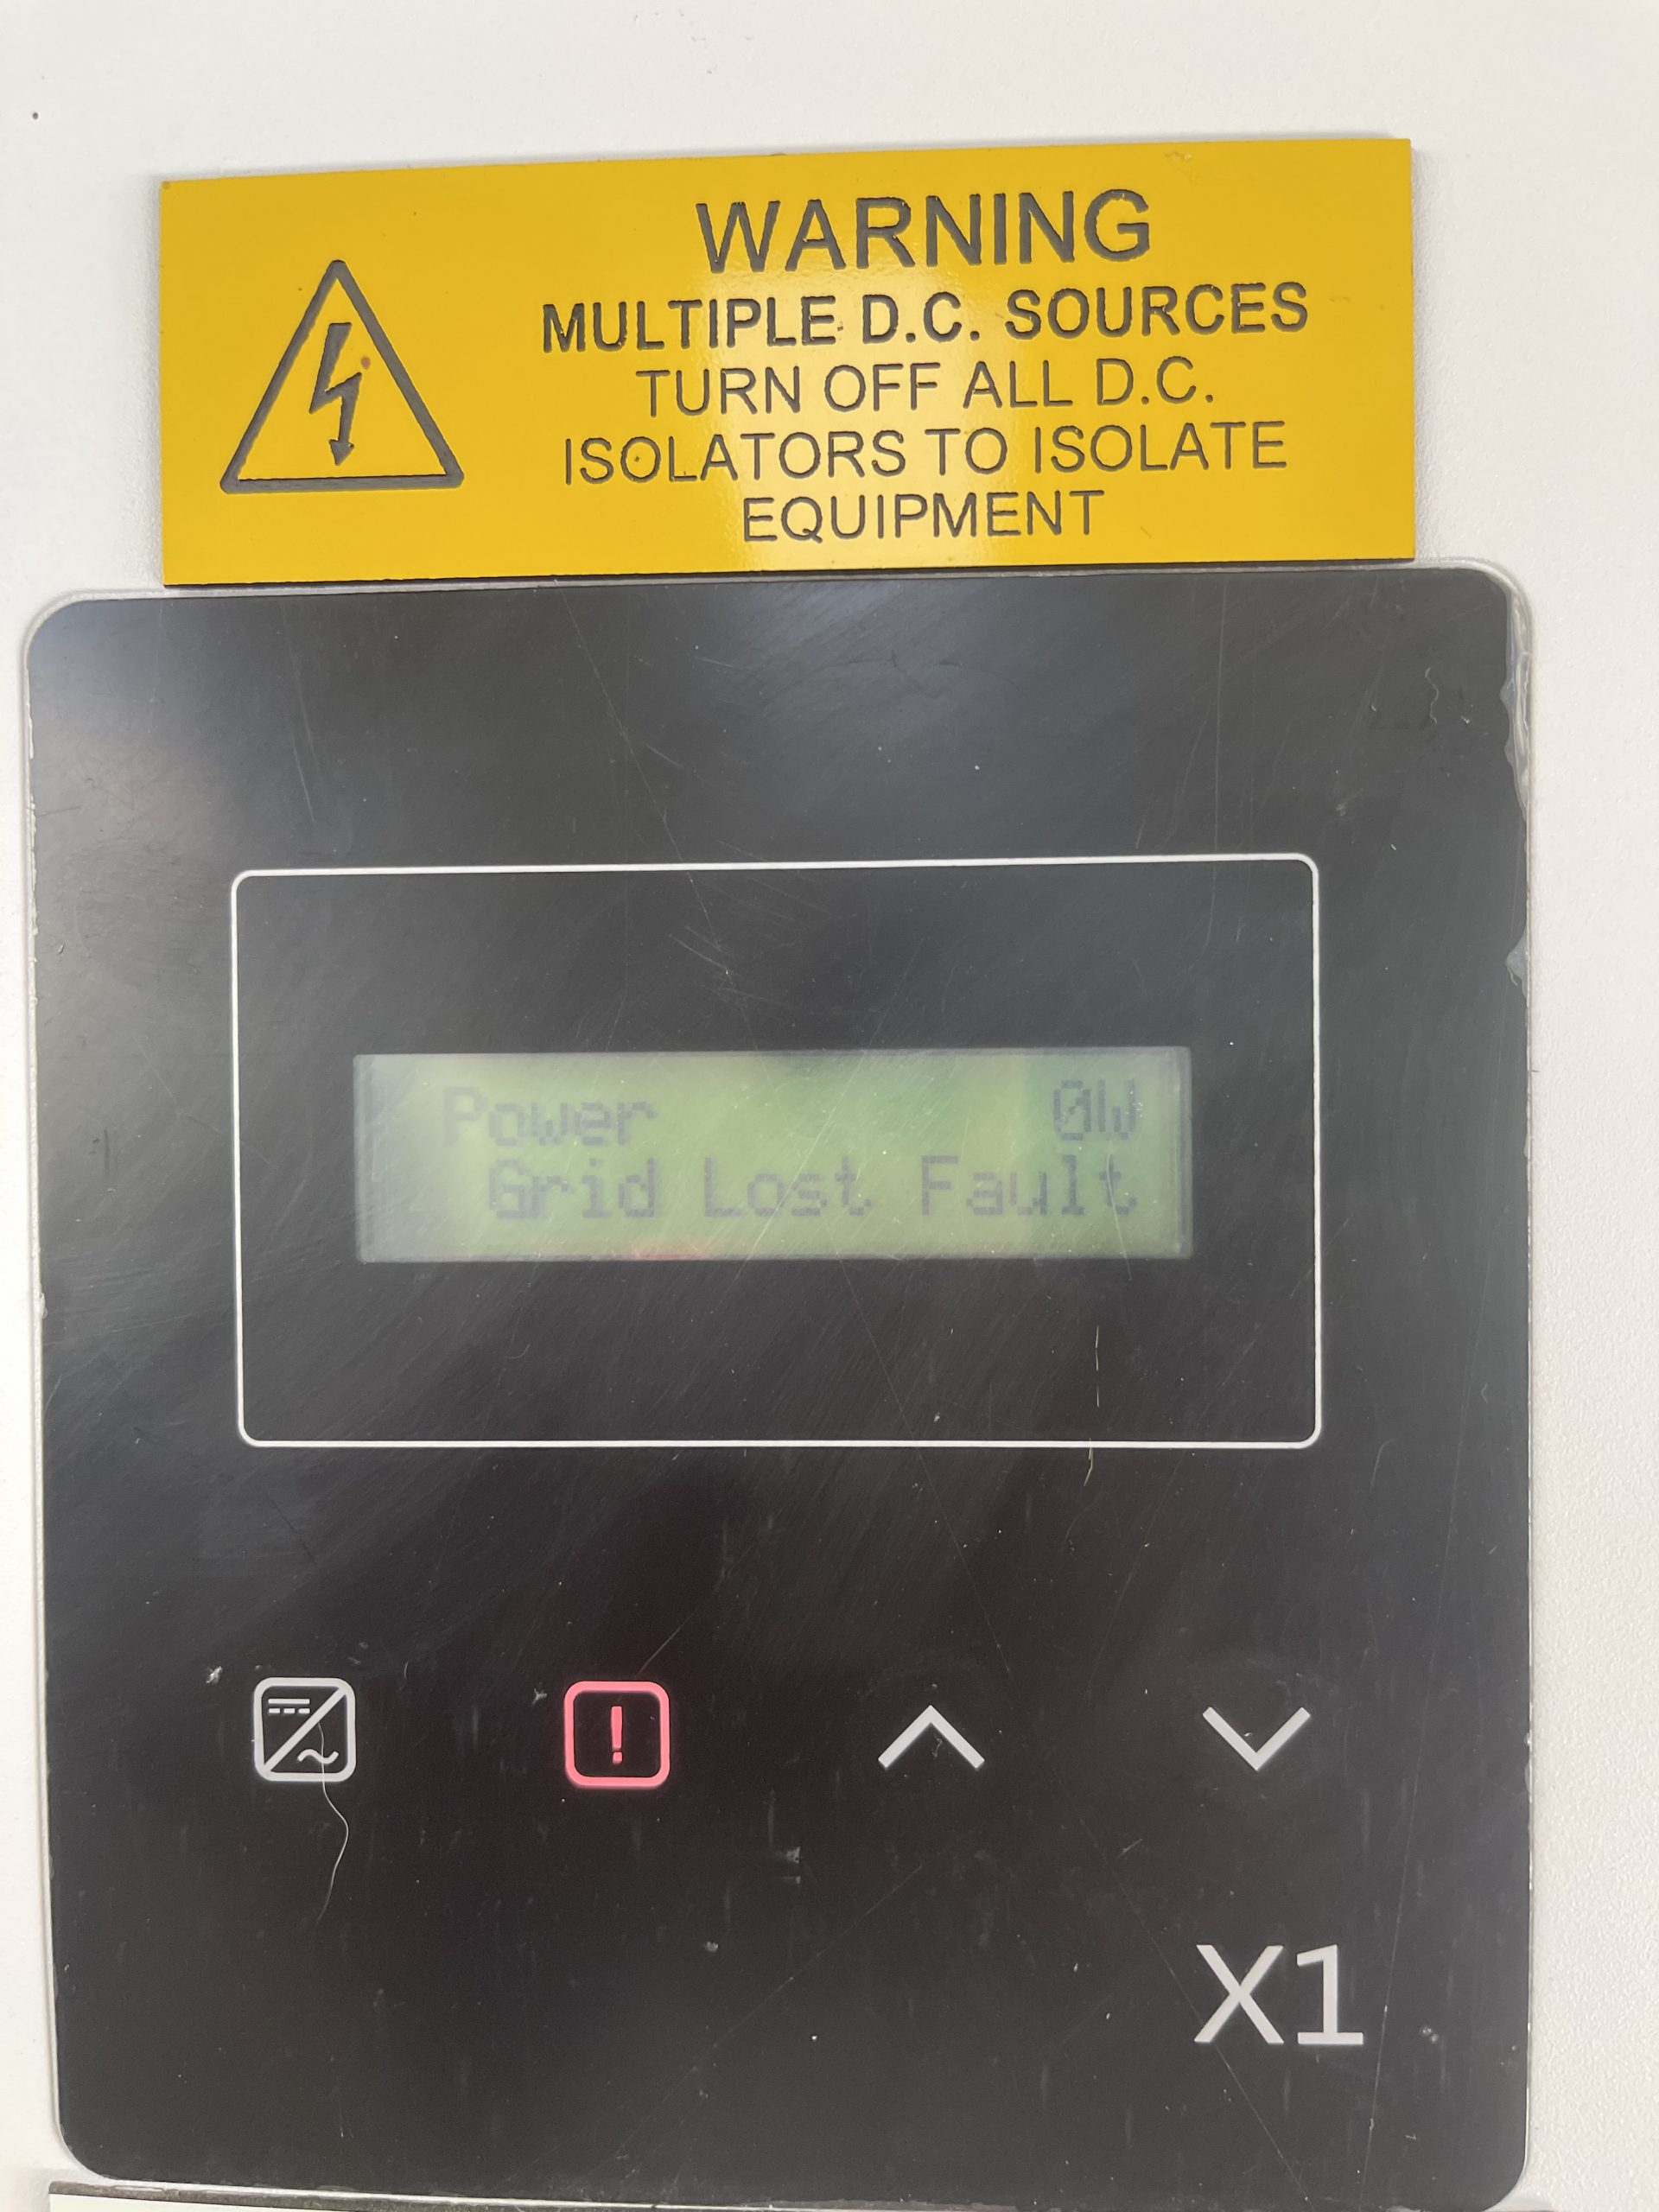 WARNING
MULTIPLE D.C. SOURCES
TURN OFF ALL D.C.
ISOLATORS TO ISOLATE
EQUIPMENT
Power 0W
Grid Lost Fault
!
X1